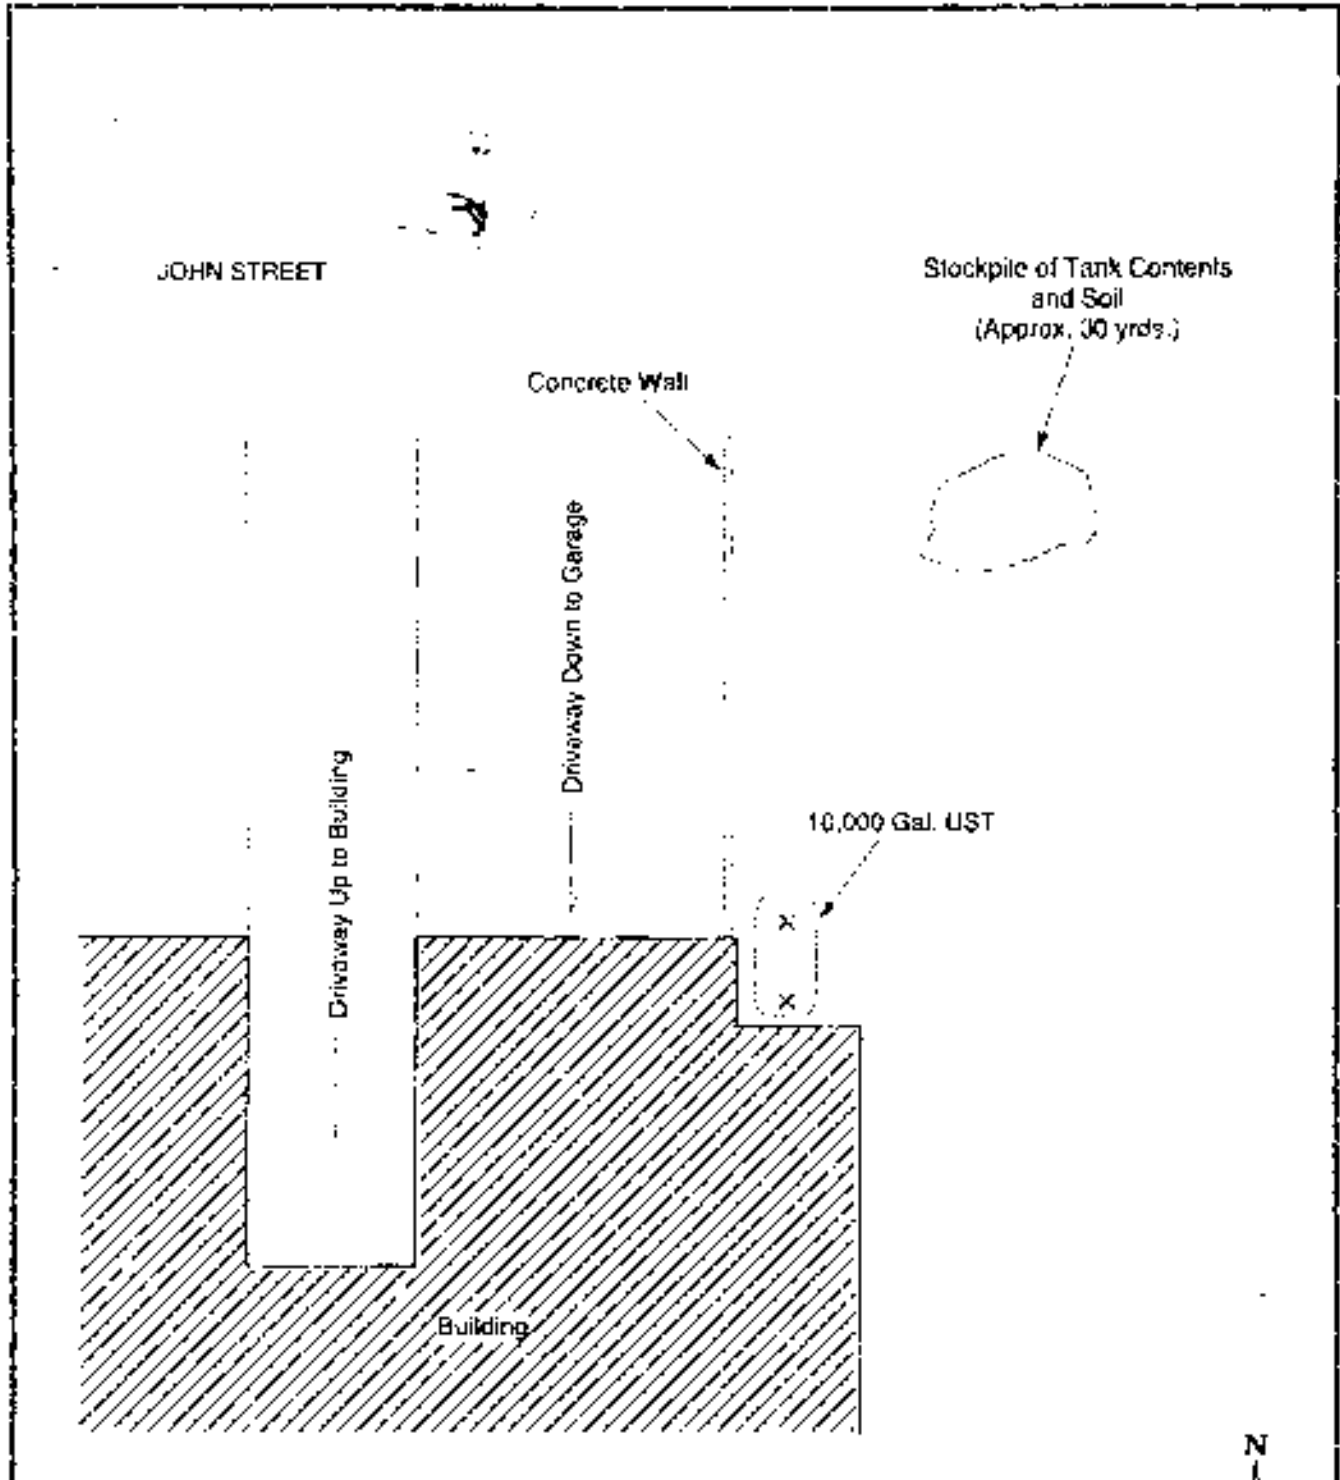 JOHN STREET
Stockpile of Tank Contents
and Soil
(Approx. 30 yrds.)
Concrete Wall
Driveway Down to Garage
Driveway Up to Building
10,000 Gal. UST
X
X
Building
N